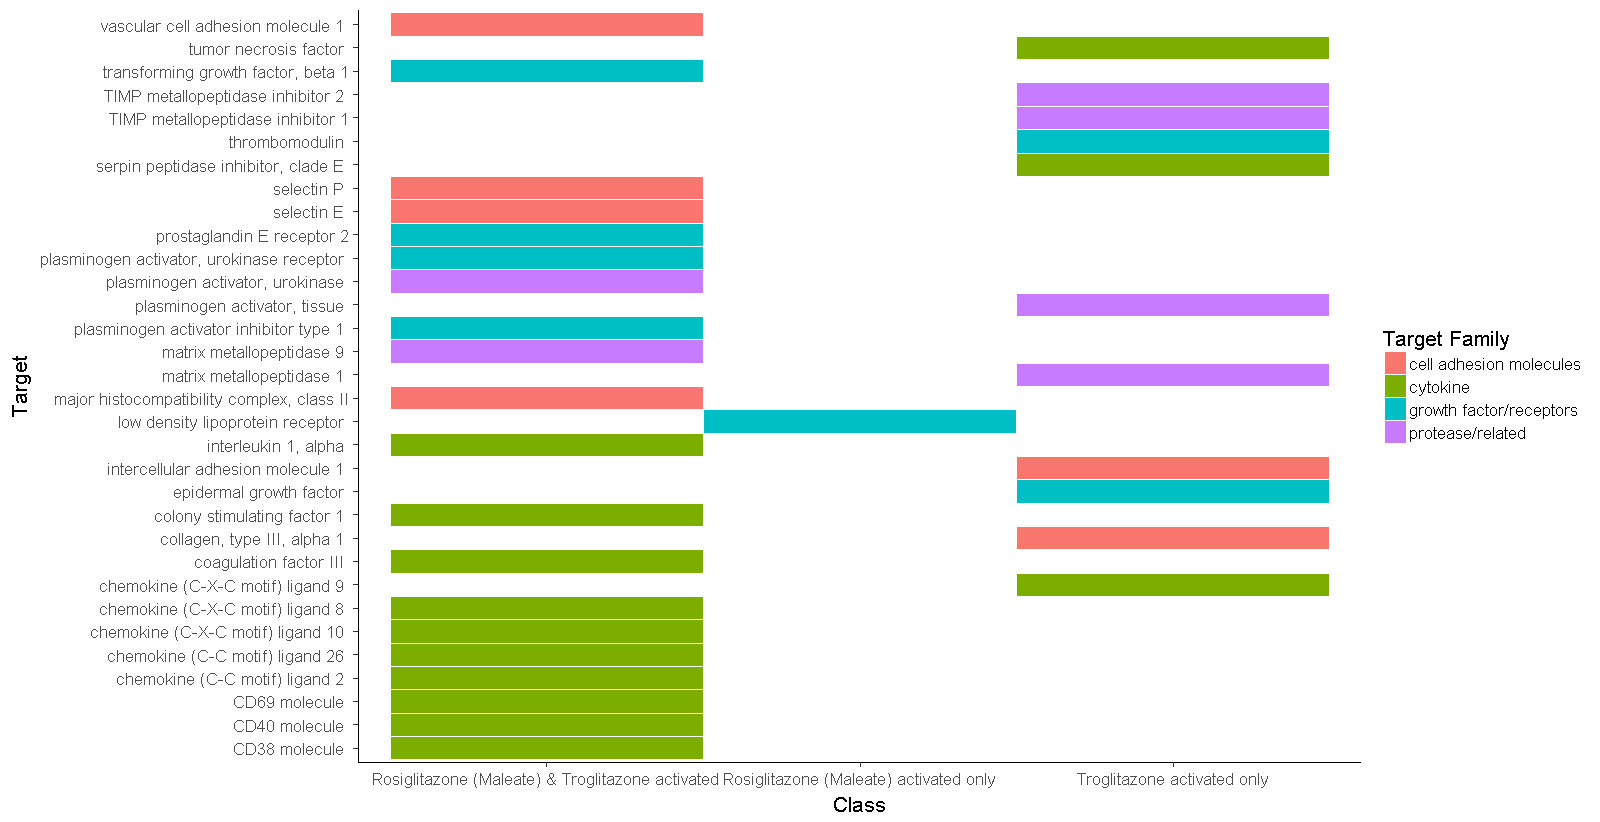 vascular cell adhesion molecule 1
tumor necrosis factor
transforming growth factor, beta 1
TIMP metallopeptidase inhibitor 2
TIMP metallopeptidase inhibitor 1
thrombomodulin
serpin peptidase inhibitor, clade E
selectin P
selectin E
prostaglandin E receptor 2
plasminogen activator, urokinase receptor
plasminogen activator, urokinase
plasminogen activator, tissue
plasminogen activator inhibitor type 1
matrix metallopeptidase 9
matrix metallopeptidase 1
major histocompatibility complex, class II
low density lipoprotein receptor
interleukin 1, alpha
intercellular adhesion molecule 1
epidermal growth factor
colony stimulating factor 1
collagen, type III, alpha 1
coagulation factor III
chemokine (C-X-C motif) ligand 9
chemokine (C-X-C motif) ligand 8
chemokine (C-X-C motif) ligand 10
chemokine (C-C motif) ligand 26
chemokine (C-C motif) ligand 2
CD69 molecule
CD40 molecule
CD38 molecule
Target
Rosiglitazone (Maleate) & Troglitazone activated
Rosiglitazone (Maleate) activated only
Troglitazone activated only
Class
Target Family
cell adhesion molecules
cytokine
growth factor/receptors
protease/related